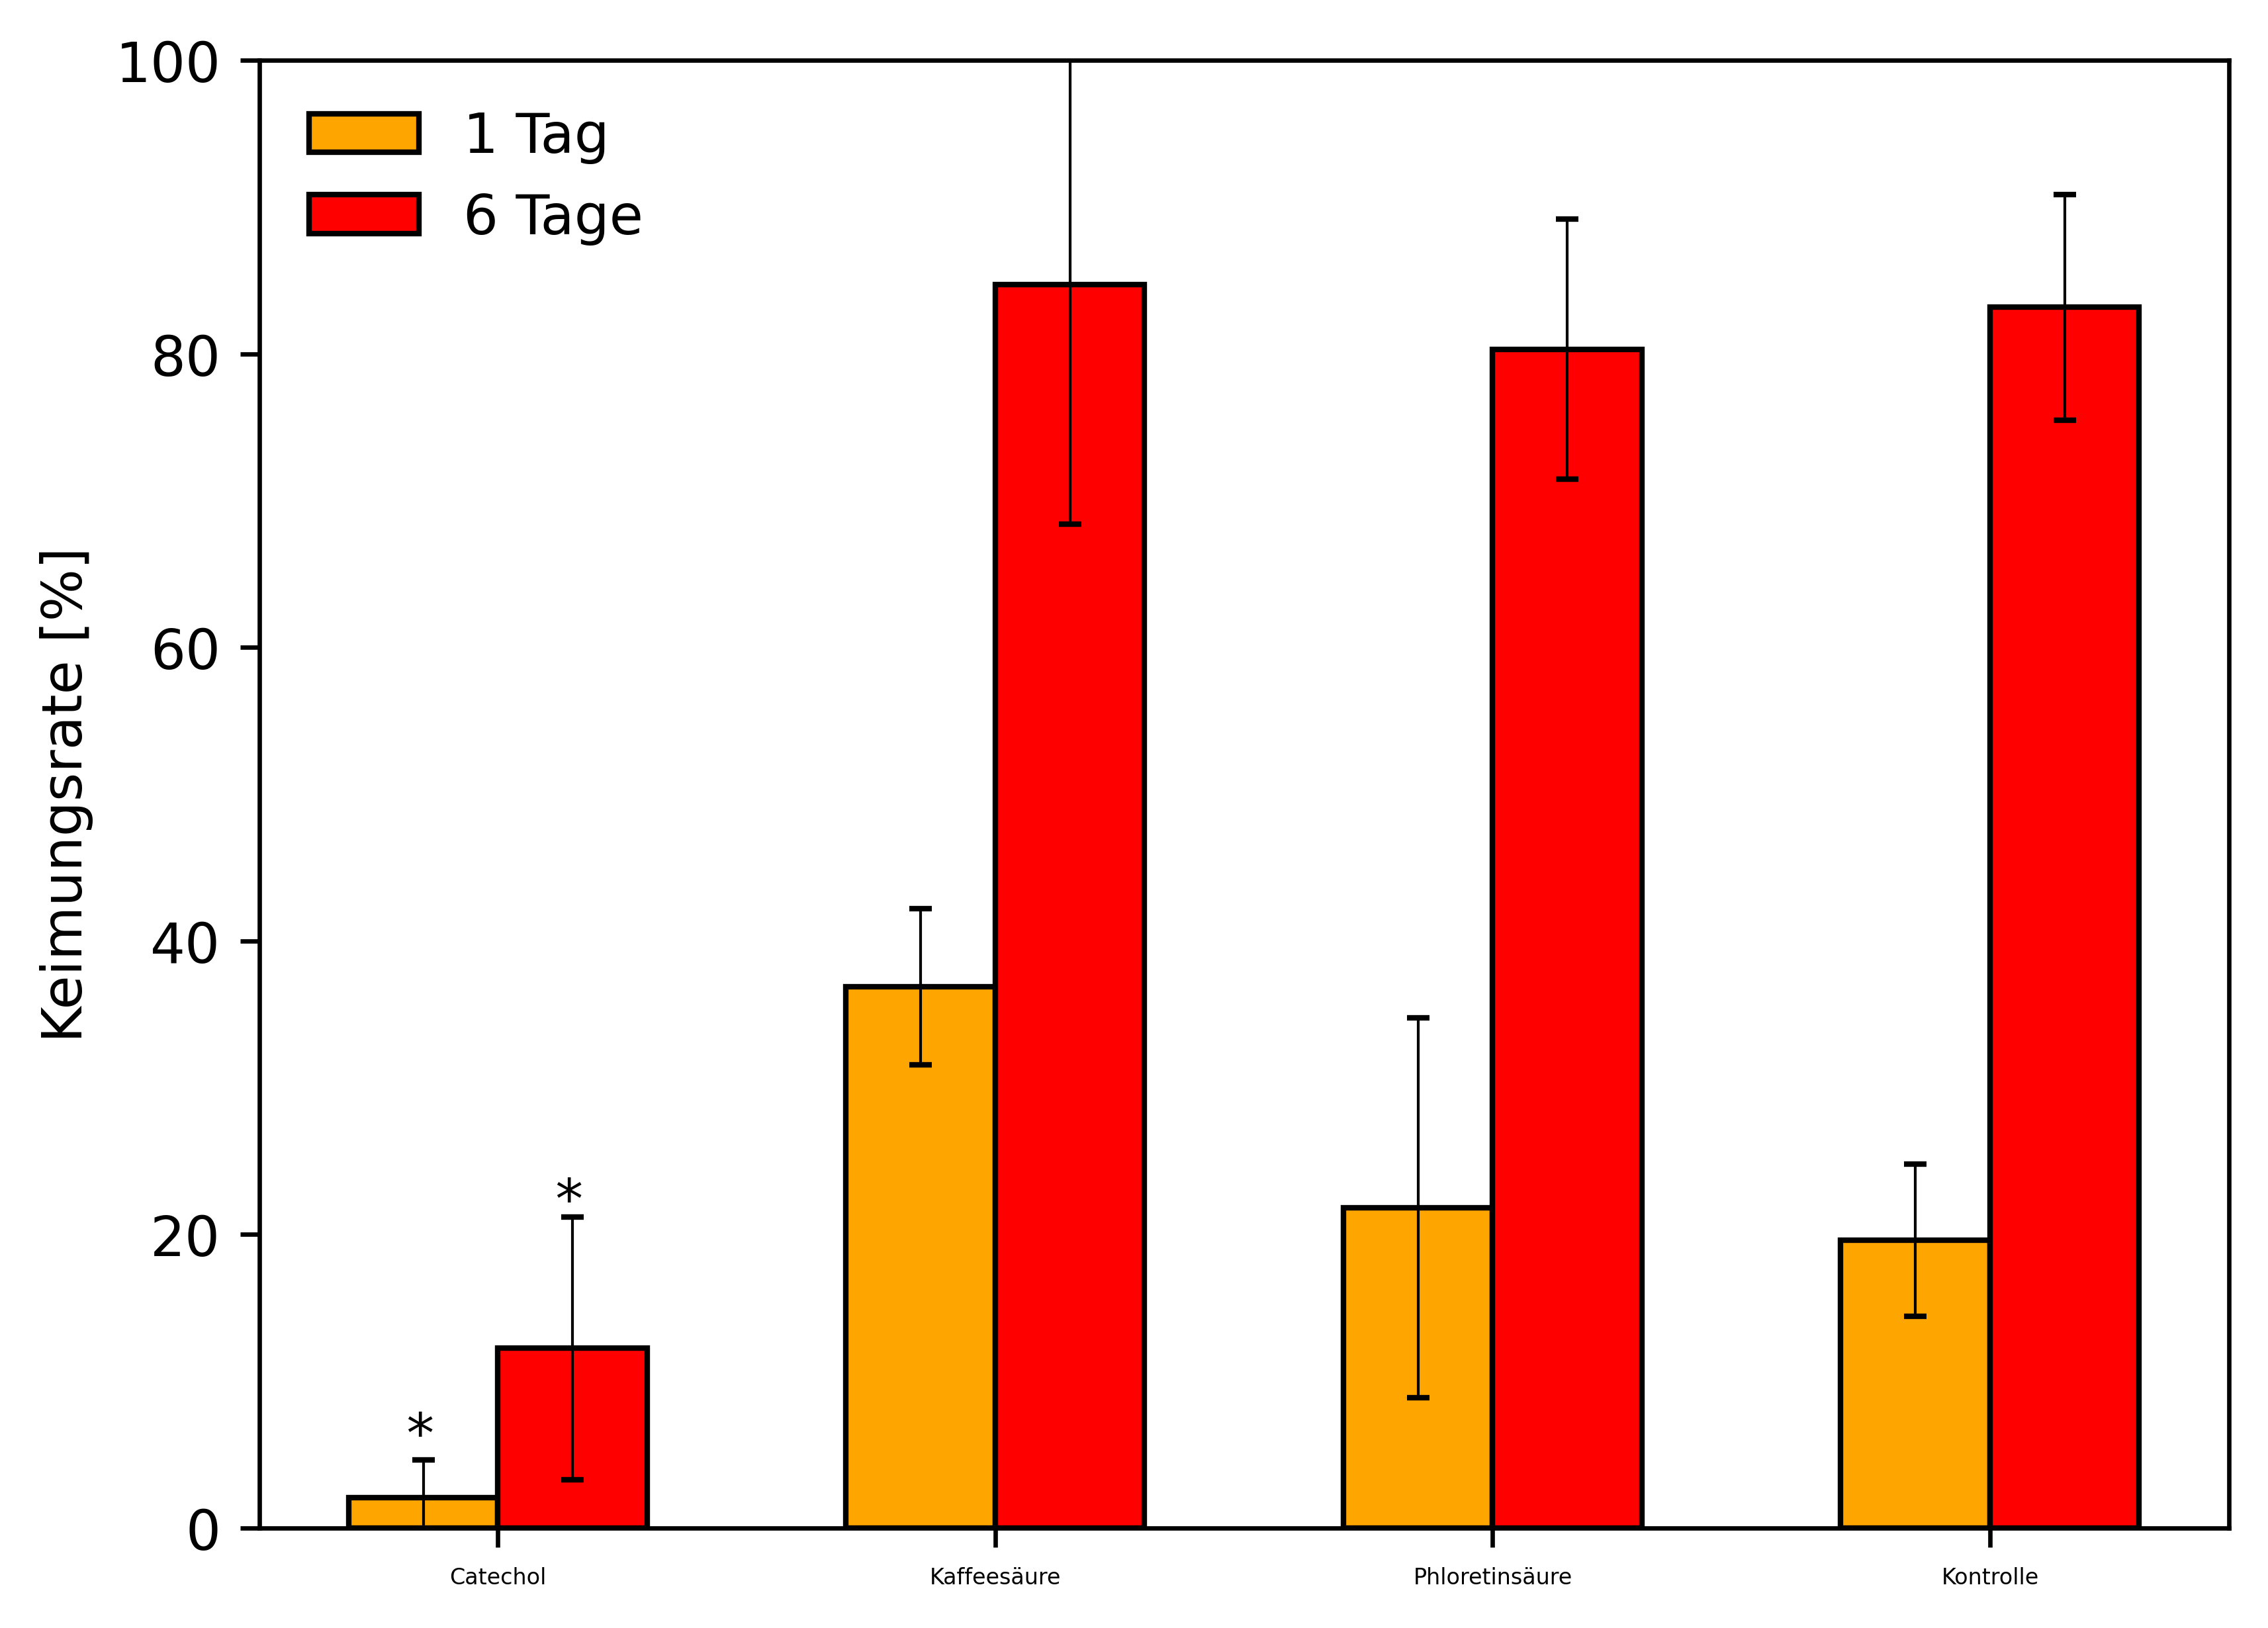 100
1 Tag
6 Tage
80
60
Keimungsrate [%]
40
20
*
*
0
Catechol Kaffeesäure Phloretinsäure Kontrolle